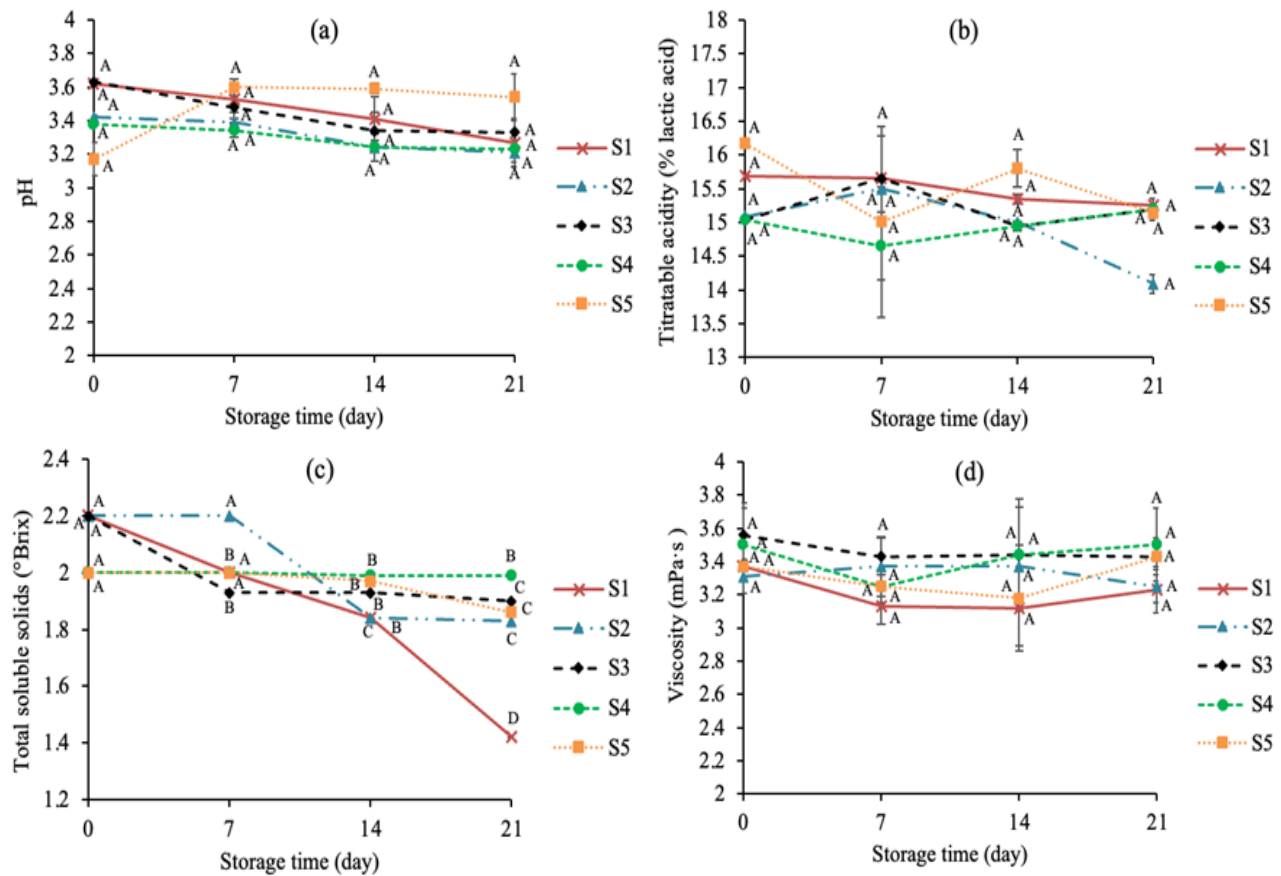 (a)
4
3.8
3.6
3.4
3.2
3
2.8
2.6
2.4
2.2
2
pH
A A A A
A A A
A A A A
A A A A
A A A A
0 7 14 21
Storage time (day)
S1
S2
S3
S4
S5
(b)
18
17.5
17
16.5
16
15.5
15
14.5
14
13.5
13
Titratable acidity (% lactic acid)
A A A
A A A
A A A A A
A A A A A
A A
0 7 14 21
Storage time (day)
S1
S2
S3
S4
S5
(c)
2.4
2.2
2
1.8
1.6
1.4
1.2
Total soluble solids (°Brix)
A A
A A
A B A B B
A B B C
B C B C C
D
0 7 14 21
Storage time (day)
S1
S2
S3
S4
S5
(d)
4
3.8
3.6
3.4
3.2
3
2.8
2.6
2.4
2.2
2
Viscosity (mPa·s)
A A A A
A A A A
A A A A A
A A A A
A A A
0 7 14 21
Storage time (day)
S1
S2
S3
S4
S5